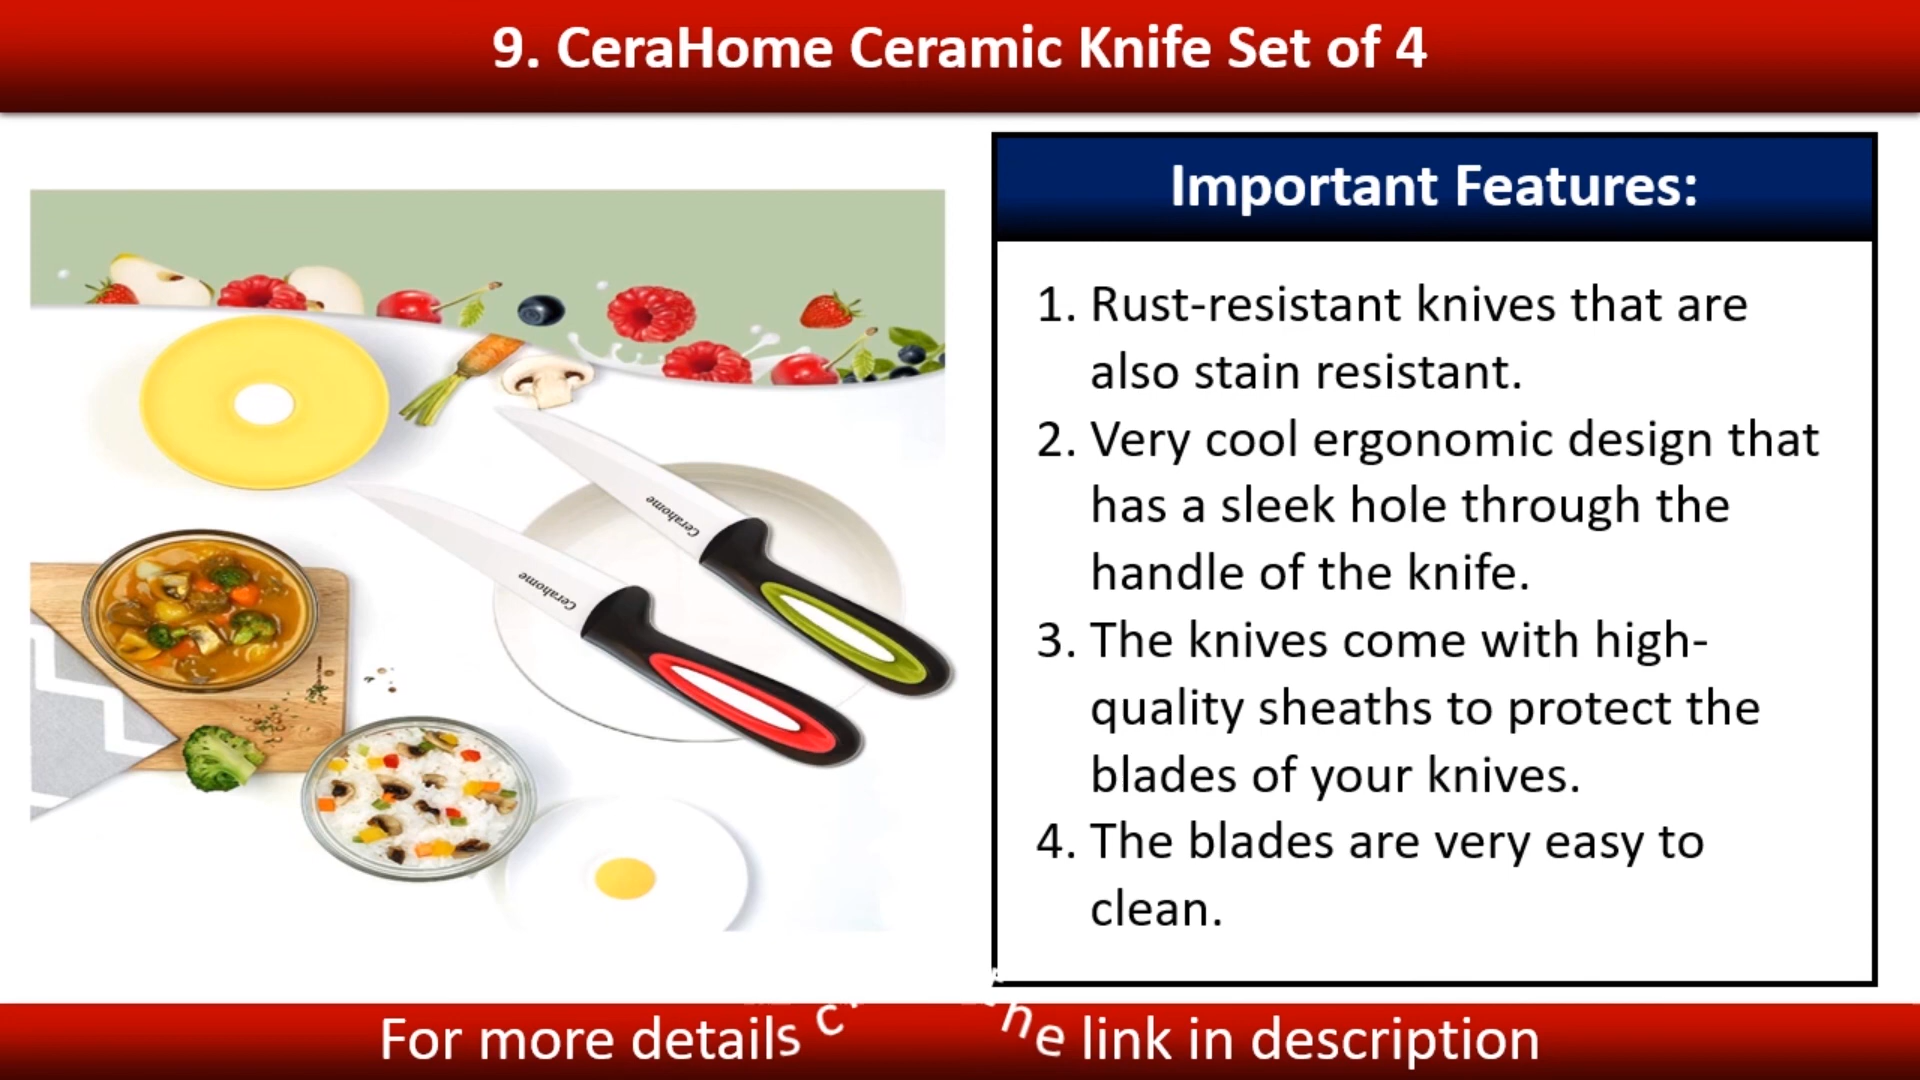 9. CeraHome Ceramic Knife Set of 4
Important Features:
1. Rust-resistant knives that are
also stain resistant.
2. Very cool ergonomic design that
has a sleek hole through the
handle of the knife.
3. The knives come with high-
quality sheaths to protect the
blades of your knives.
4. The blades are very easy to
clean.
Cerahome
Cerahome
For more details link in description